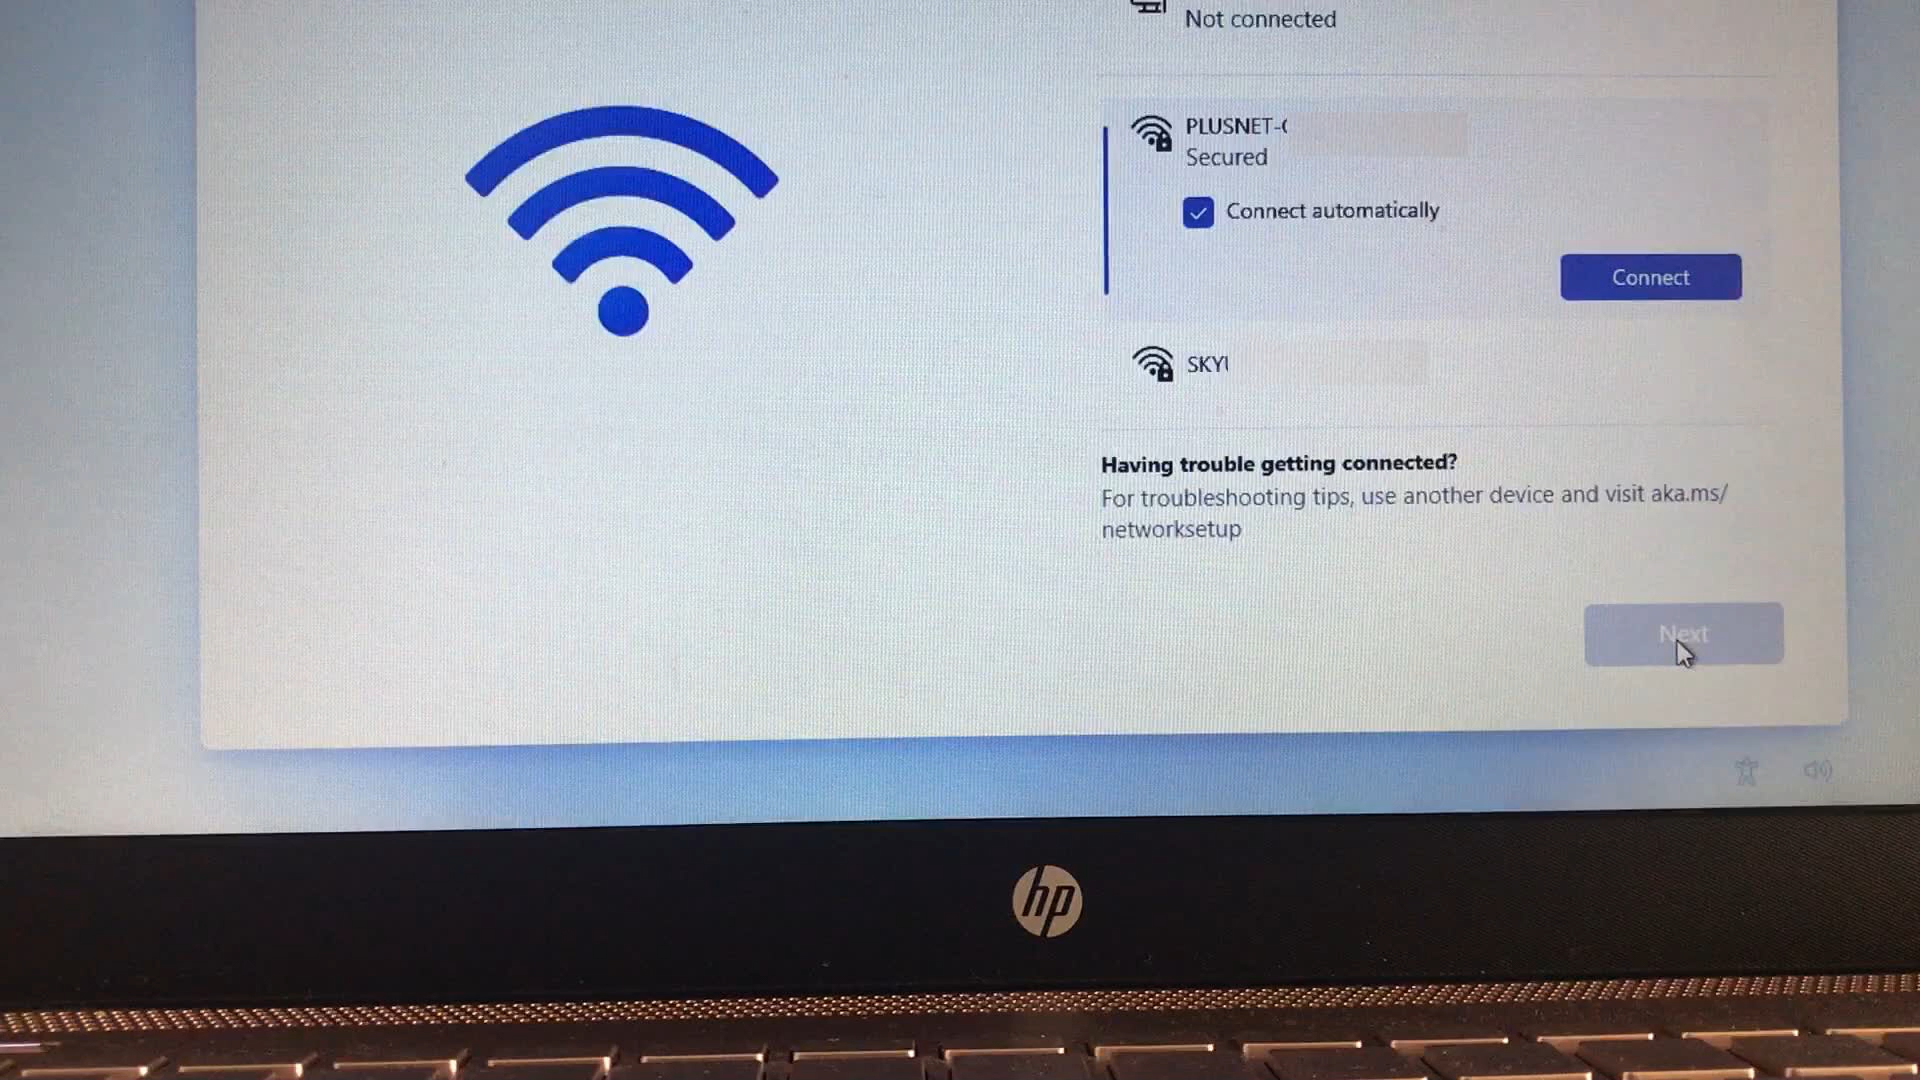 Not connected
PLUSNET-
Secured
Connect automatically
Connect
SKY
Having trouble getting connected?
For troubleshooting tips, use another device and visit aka.ms/
networksetup
Next
hp